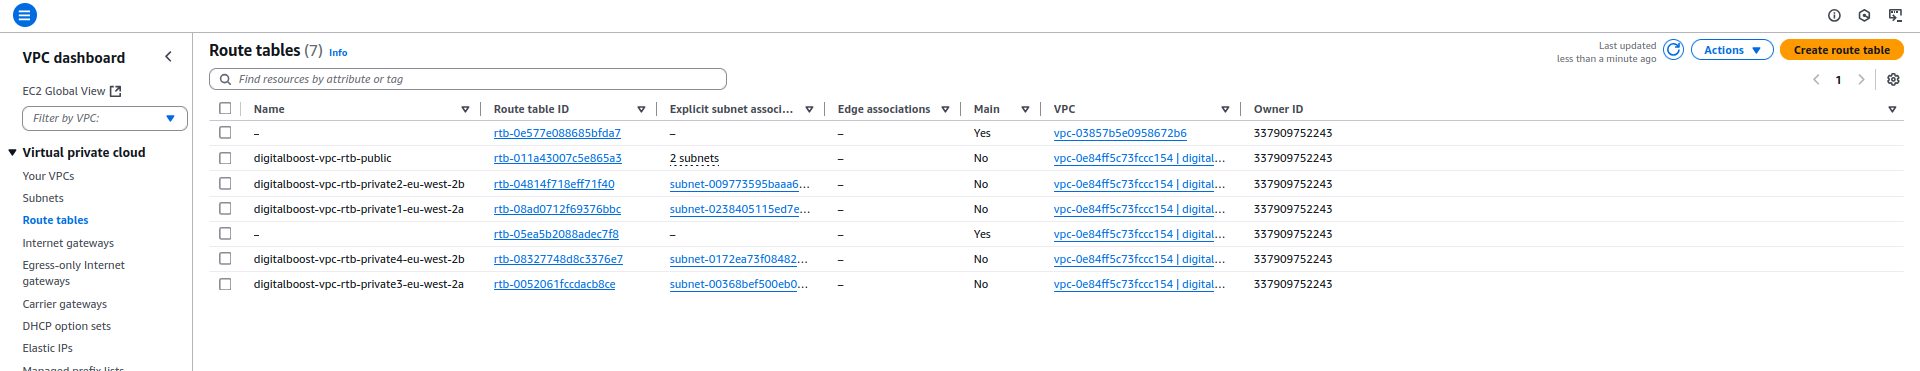 VPC dashboard
EC2 Global View
Filter by VPC:
Virtual private cloud
Your VPCs
Subnets
Route tables
Internet gateways
Egress-only Internet
gateways
Carrier gateways
DHCP option sets
Elastic IPs
Managed prefix lists
Route tables (7) Info
Last updated
less than a minute ago
Actions
Create route table
Find resources by attribute or tag
1
Name Route table ID Explicit subnet associ... Edge associations Main VPC Owner ID
– rtb-0e577e088685bfda7 – – Yes vpc-03857b5e0958672b6 337909752243
digitalboost-vpc-rtb-public rtb-011a43007c5e865a3 2 subnets – No vpc-0e84ff5c73fccc154 | digital... 337909752243
digitalboost-vpc-rtb-private2-eu-west-2b rtb-04814f718eff71f40 subnet-009773595baaa6... – No vpc-0e84ff5c73fccc154 | digital... 337909752243
digitalboost-vpc-rtb-private1-eu-west-2a rtb-08ad0712f69376bbc subnet-0238405115ed7e... – No vpc-0e84ff5c73fccc154 | digital... 337909752243
– rtb-05ea5b2088adec7f8 – – Yes vpc-0e84ff5c73fccc154 | digital... 337909752243
digitalboost-vpc-rtb-private4-eu-west-2b rtb-08327748d8c3376e7 subnet-0172ea73f08482... – No vpc-0e84ff5c73fccc154 | digital... 337909752243
digitalboost-vpc-rtb-private3-eu-west-2a rtb-0052061fccdacb8ce subnet-00368bef500eb0... – No vpc-0e84ff5c73fccc154 | digital... 337909752243